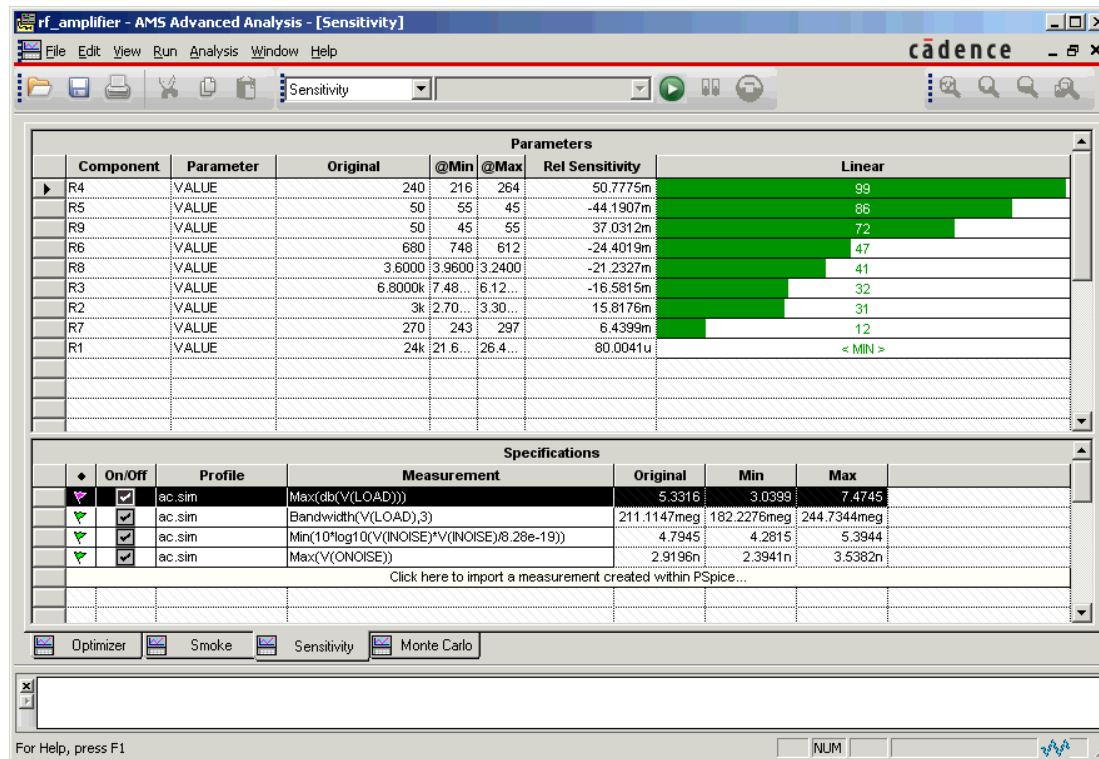 rf_amplifier - AMS Advanced Analysis - [Sensitivity]
File Edit View Run Analysis Window Help
cādence
Sensitivity
Parameters
Component Parameter Original @Min @Max Rel Sensitivity Linear
R4 VALUE 240 216 264 50.7775m 99
R5 VALUE 50 55 45 -44.1907m 86
R9 VALUE 50 45 55 37.0312m 72
R6 VALUE 680 748 612 -24.4019m 47
R8 VALUE 3.6000 3.9600 3.2400 -21.2327m 41
R3 VALUE 6.8000k 7.48... 6.12... -16.5815m 32
R2 VALUE 3k 2.70... 3.30... 15.8176m 31
R7 VALUE 270 243 297 6.4399m 12
R1 VALUE 24k 21.6... 26.4... 80.0041u < MIN >
Specifications
On/Off Profile Measurement Original Min Max
ac.sim Max(db(V(LOAD))) 5.3316 3.0399 7.4745
ac.sim Bandwidth(V(LOAD),3) 211.1147meg 182.2276meg 244.7344meg
ac.sim Min(10*log10(V(INOISE)*V(INOISE)/8.28e-19)) 4.7945 4.2815 5.3944
ac.sim Max(V(ONOISE)) 2.9196n 2.3941n 3.5382n
Click here to import a measurement created within PSpice...
Optimizer Smoke Sensitivity Monte Carlo
For Help, press F1 NUM